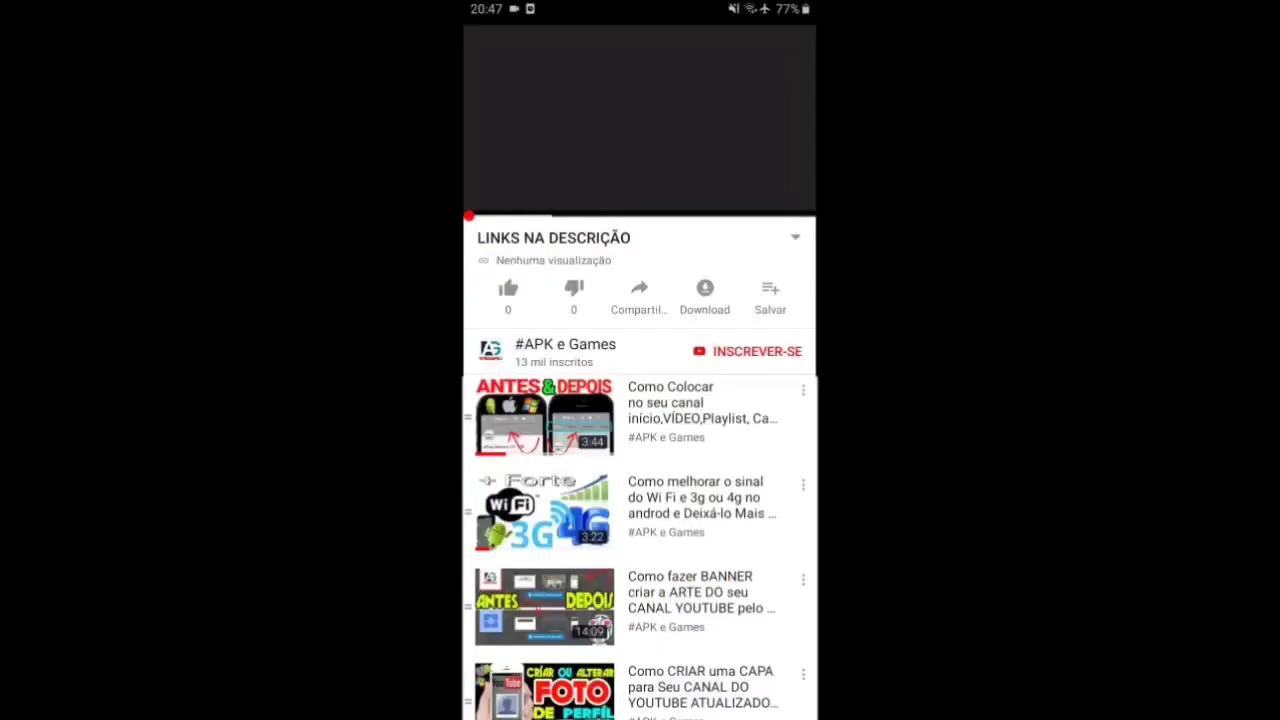 20:47
77%
LINKS NA DESCRIÇÃO
Nenhuma visualização
0
0
Compartil...
Download
Salvar
#APK e Games
13 mil inscritos
INSCREVER-SE
ANTES&DEPOIS
3:44
Como Colocar
no seu canal
início,VÍDEO,Playlist, Ca...
#APK e Games
+ Forte
WiFi
3G
4G
3:22
Como melhorar o sinal
do Wi Fi e 3g ou 4g no
androd e Deixá-lo Mais ...
#APK e Games
ANTES
DEPOIS
14:09
Como fazer BANNER
criar a ARTE DO seu
CANAL YOUTUBE pelo ...
#APK e Games
CRIAR OU ALTERAR
FOTO
DE PERFIL
Como CRIAR uma CAPA
para Seu CANAL DO
YOUTUBE ATUALIZADO...